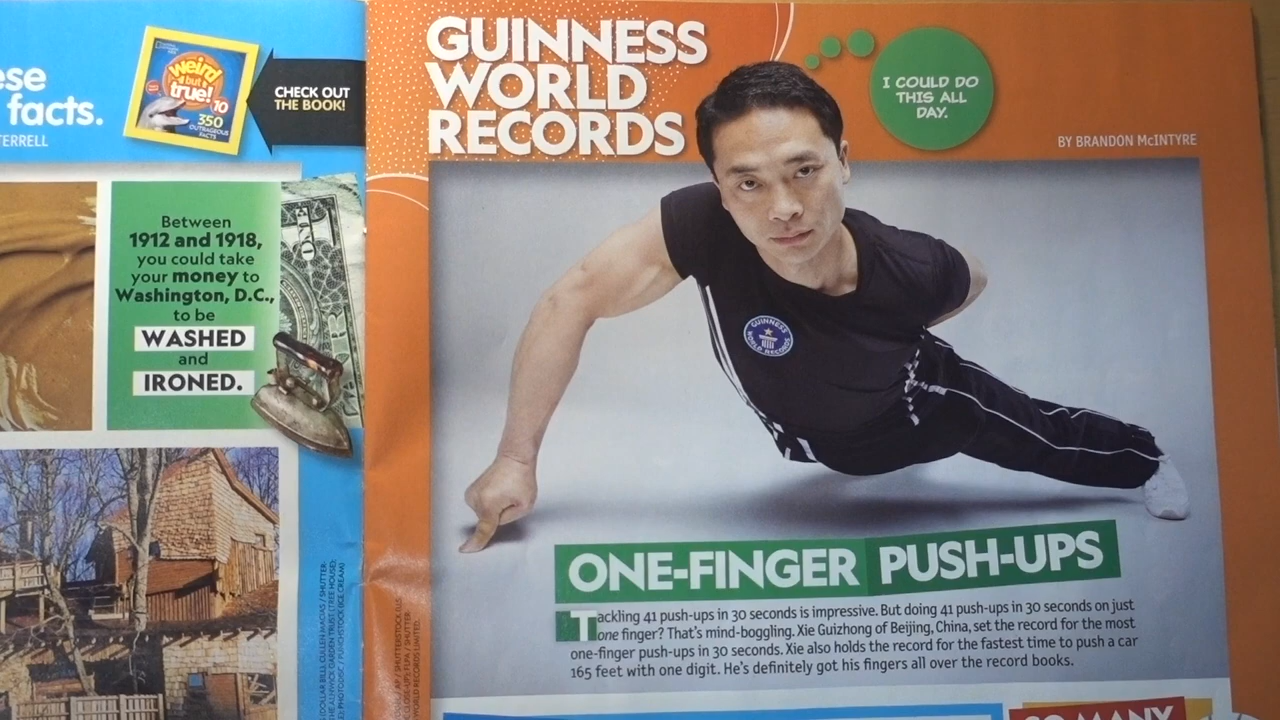 ese
facts.
TERRELL
Weird
but
true!
10
350
OUTRAGEOUS
FACTS
CHECK OUT
THE BOOK!
Between
1912 and 1918,
you could take
your money to
Washington, D.C.,
to be
WASHED
and
IRONED.
GUINNESS
WORLD
RECORDS
I COULD DO
THIS ALL
DAY.
BY BRANDON McINTYRE
GUINNESS
WORLD RECORDS
ONE-FINGER PUSH-UPS
Tackling 41 push-ups in 30 seconds is impressive. But doing 41 push-ups in 30 seconds on just
one finger? That's mind-boggling. Xie Guizhong of Beijing, China, set the record for the most
one-finger push-ups in 30 seconds. Xie also holds the record for the fastest time to push a car
165 feet with one digit. He's definitely got his fingers all over the record books.
SO MANY